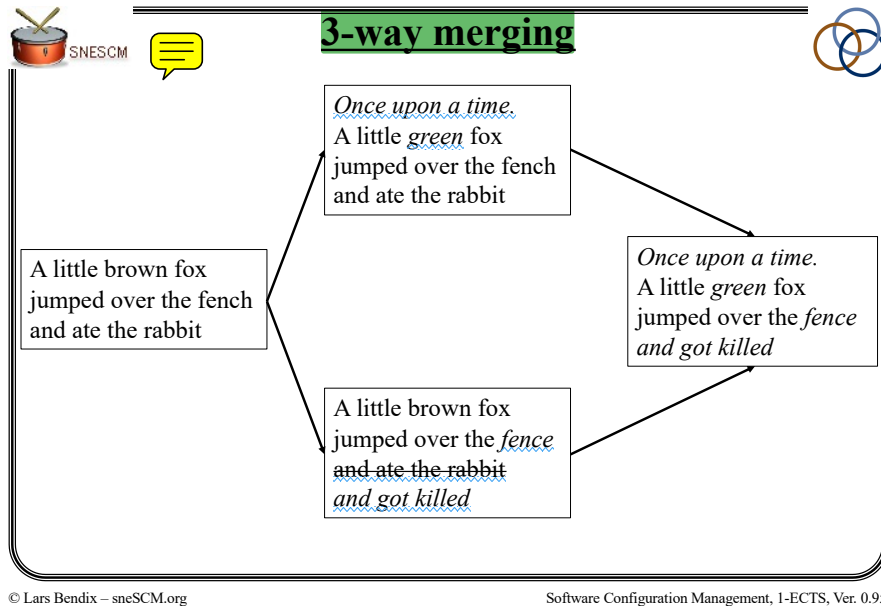 SNESCM
3-way merging
Once upon a time.
A little green fox
jumped over the fench
and ate the rabbit
A little brown fox
jumped over the fench
and ate the rabbit
Once upon a time.
A little green fox
jumped over the fence
and got killed
A little brown fox
jumped over the fence
and ate the rabbit
and got killed
© Lars Bendix – sneSCM.org
Software Configuration Management, 1-ECTS, Ver. 0.9